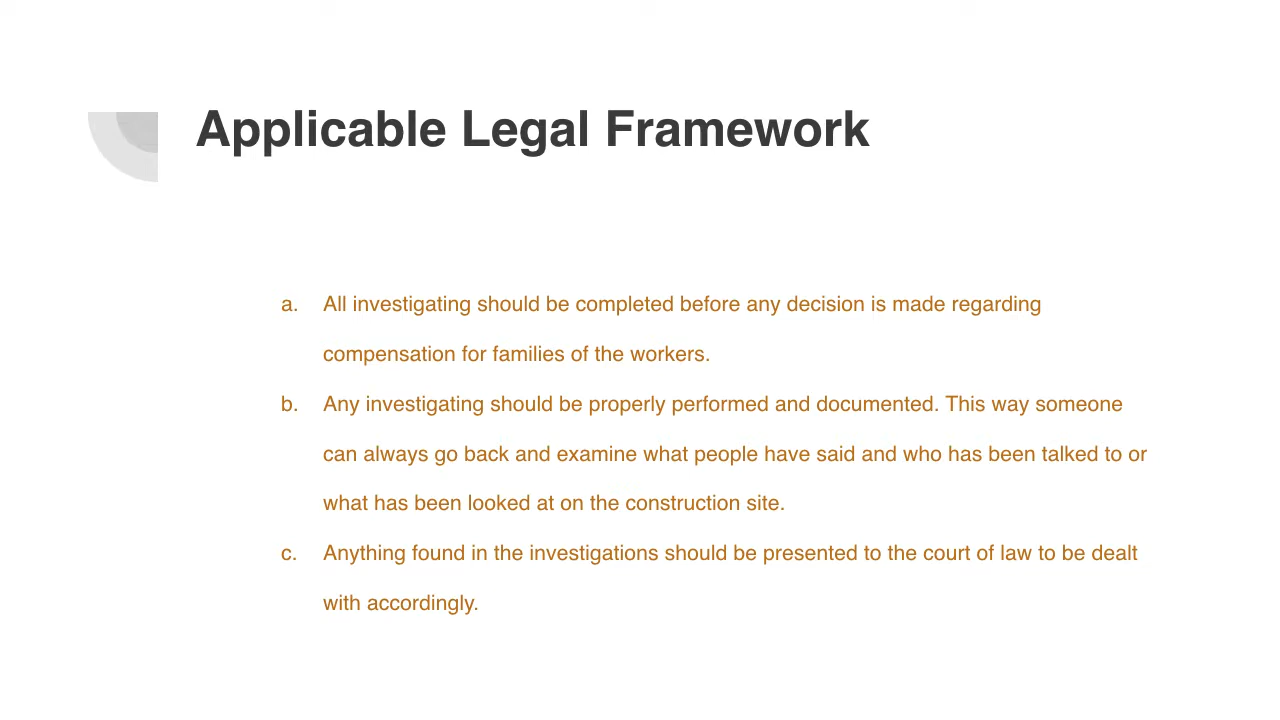 Applicable Legal Framework
a. All investigating should be completed before any decision is made regarding
compensation for families of the workers.
b. Any investigating should be properly performed and documented. This way someone
can always go back and examine what people have said and who has been talked to or
what has been looked at on the construction site.
c. Anything found in the investigations should be presented to the court of law to be dealt
with accordingly.